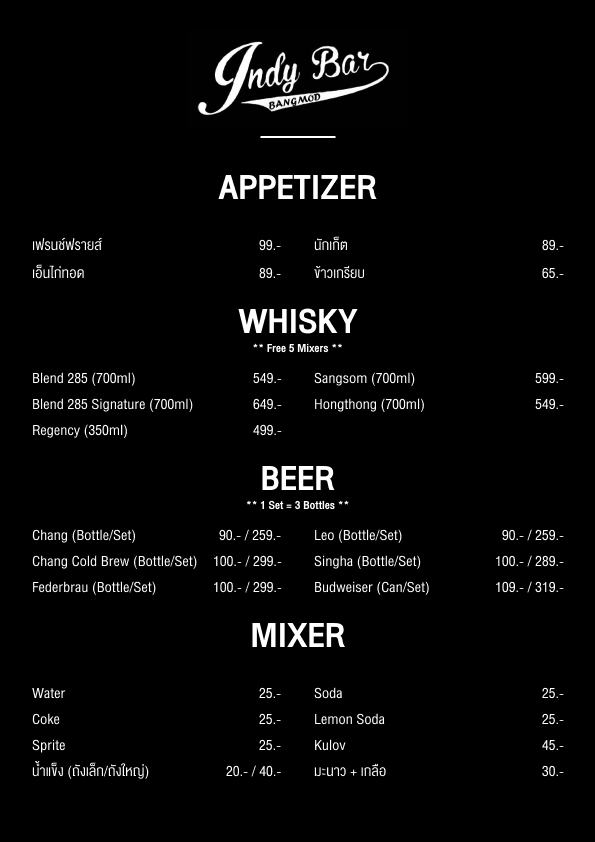 Indy Bar
BANGMOD
APPETIZER
เฟรนช์ฟรายส์ 99.- นักเก็ต 89.-
เอ็นไก่ทอด 89.- ข้าวเกรียบ 65.-
WHISKY
** Free 5 Mixers **
Blend 285 (700ml) 549.- Sangsom (700ml) 599.-
Blend 285 Signature (700ml) 649.- Hongthong (700ml) 549.-
Regency (350ml) 499.-
BEER
** 1 Set = 3 Bottles **
Chang (Bottle/Set) 90.- / 259.- Leo (Bottle/Set) 90.- / 259.-
Chang Cold Brew (Bottle/Set) 100.- / 299.- Singha (Bottle/Set) 100.- / 289.-
Federbrau (Bottle/Set) 100.- / 299.- Budweiser (Can/Set) 109.- / 319.-
MIXER
Water 25.- Soda 25.-
Coke 25.- Lemon Soda 25.-
Sprite 25.- Kulov 45.-
น้ำแข็ง (ถังเล็ก/ถังใหญ่) 20.- / 40.- มะนาว + เกลือ 30.-